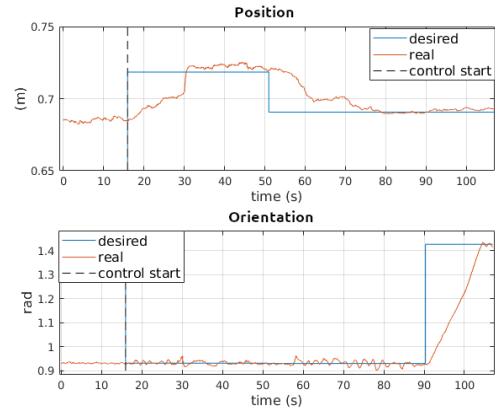 Position
0.75
desired
real
control start
(m)
0.7
0.65
0 10 20 30 40 50 60 70 80 90 100
time (s)
Orientation
desired
real
control start
1.4
1.3
1.2
rad
1.1
1
0.9
0 10 20 30 40 50 60 70 80 90 100
time (s)